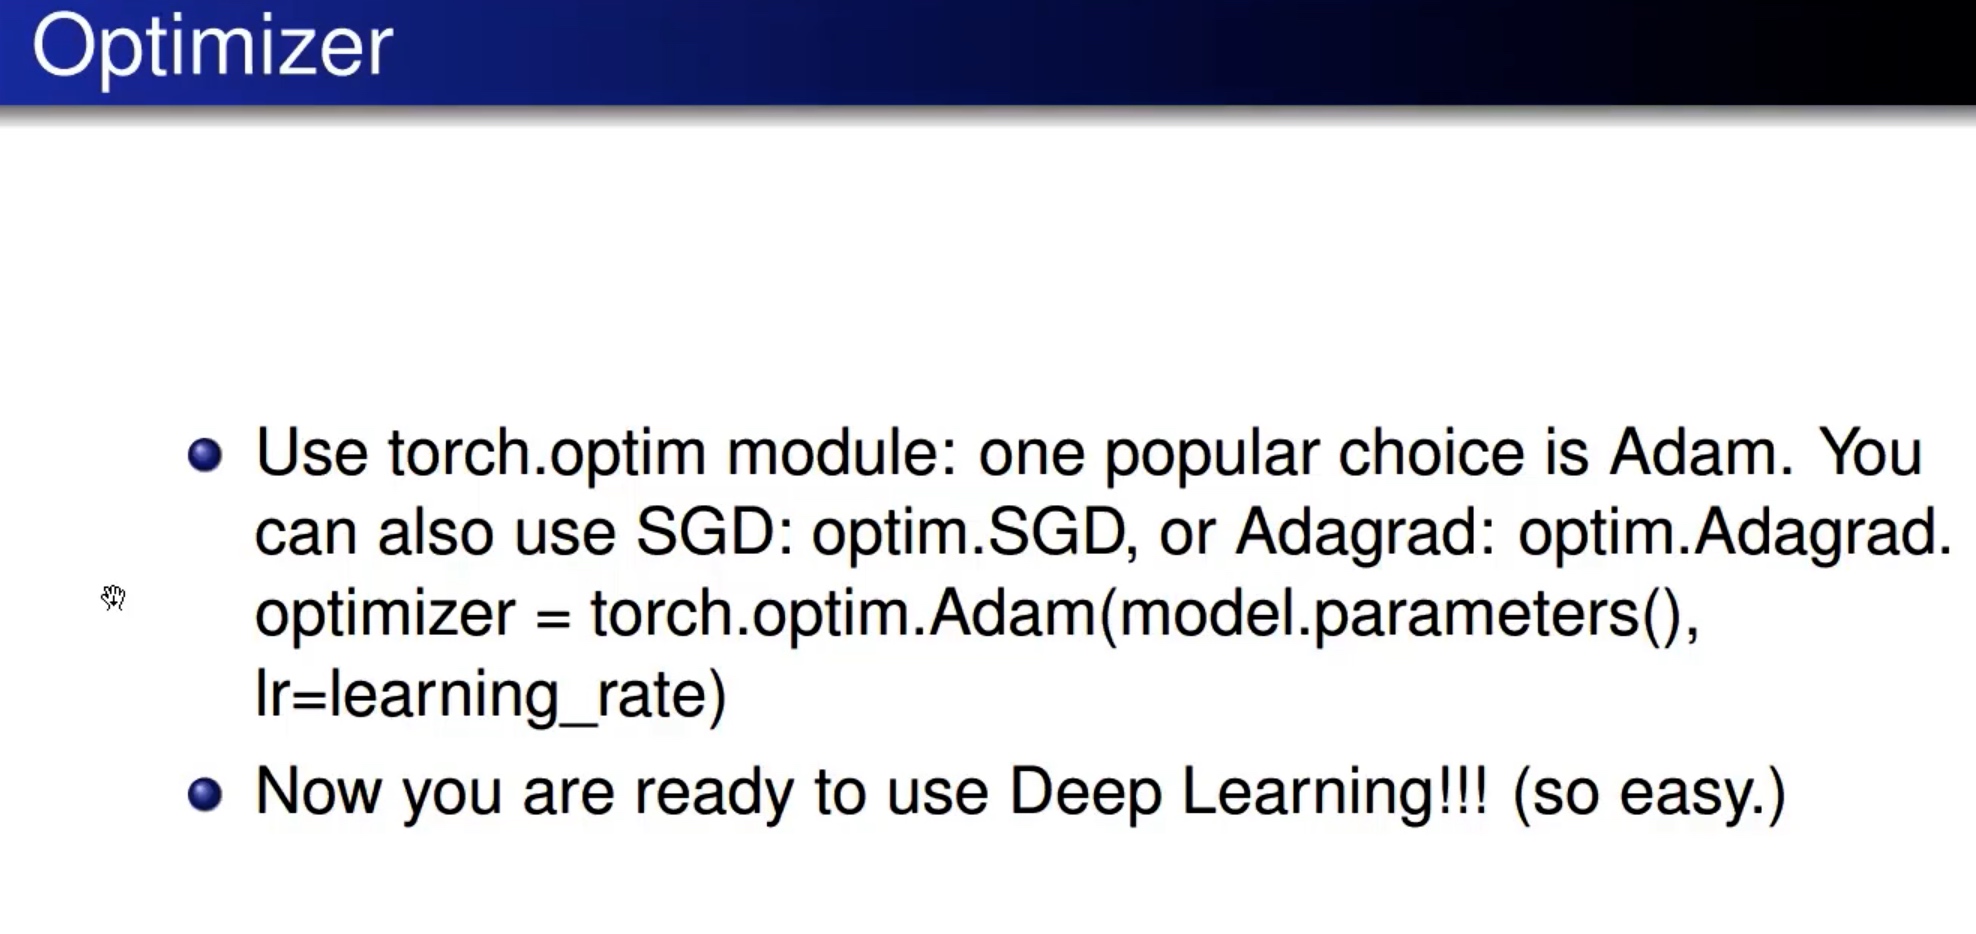 Optimizer
Use torch.optim module: one popular choice is Adam. You
can also use SGD: optim.SGD, or Adagrad: optim.Adagrad.
optimizer = torch.optim.Adam(model.parameters(),
lr=learning_rate)
Now you are ready to use Deep Learning!!! (so easy.)